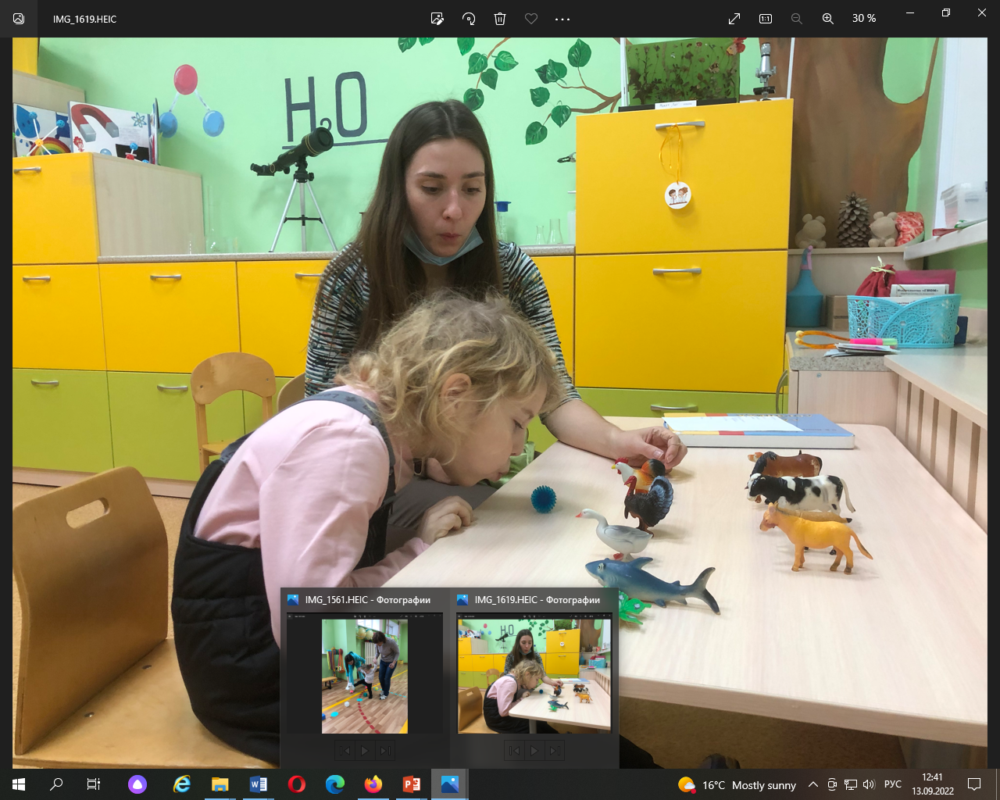 IMG_1619.HEIC
30 %
H₂O
IMG_1561.HEIC - Фотографии
IMG_1619.HEIC - Фотографии
16°C Mostly sunny
РУС
12:41
13.09.2022